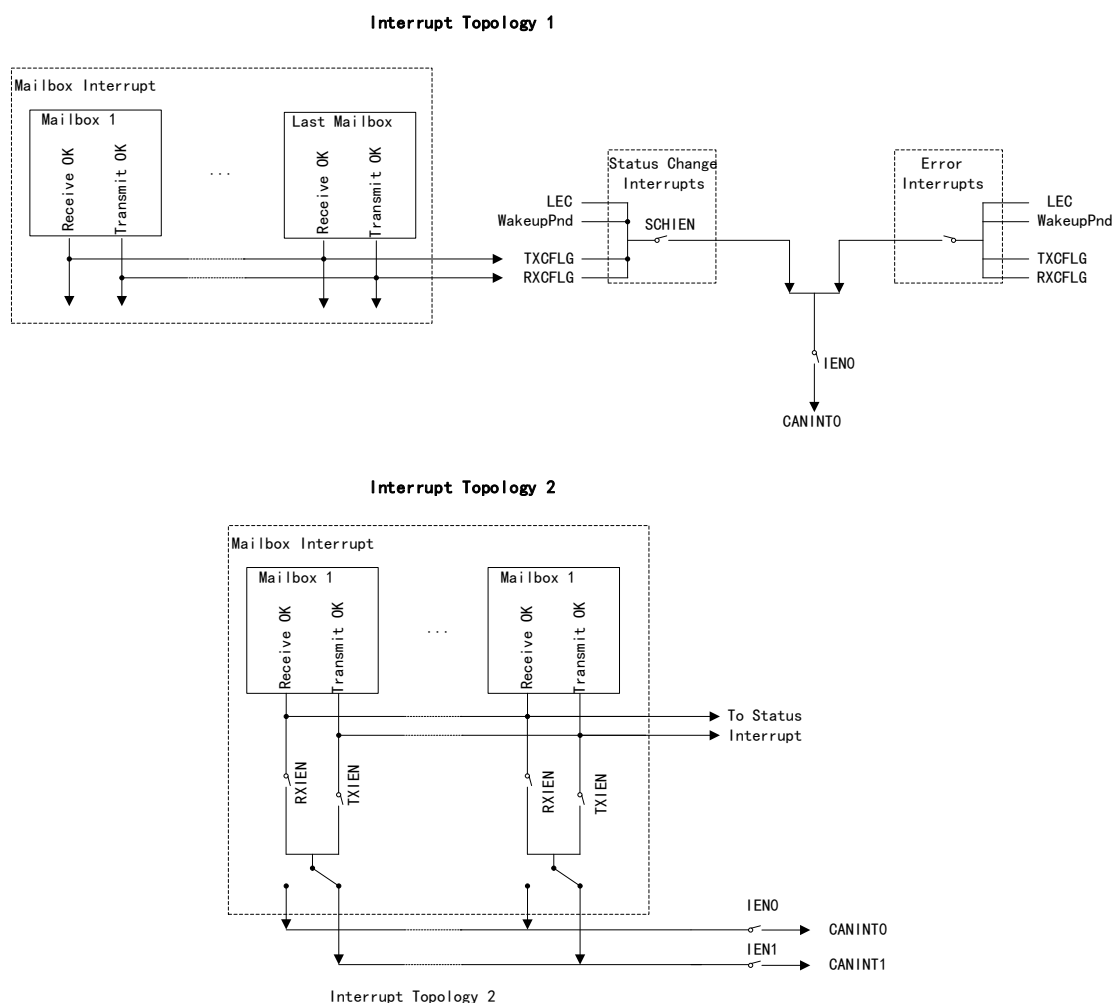 Interrupt Topology 1
Mailbox Interrupt
Mailbox 1
Receive OK
Transmit OK
...
Last Mailbox
Receive OK
Transmit OK
Status Change
Interrupts
LEC
WakeupPnd
SCHIEN
TXCFLG
RXCFLG
Error
Interrupts
LEC
WakeupPnd
TXCFLG
RXCFLG
IEN0
CANINT0
Interrupt Topology 2
Mailbox Interrupt
Mailbox 1
Receive OK
Transmit OK
...
Mailbox 1
Receive OK
Transmit OK
To Status
Interrupt
RXIEN
TXIEN
RXIEN
TXIEN
IEN0
CANINT0
IEN1
CANINT1
Interrupt Topology 2